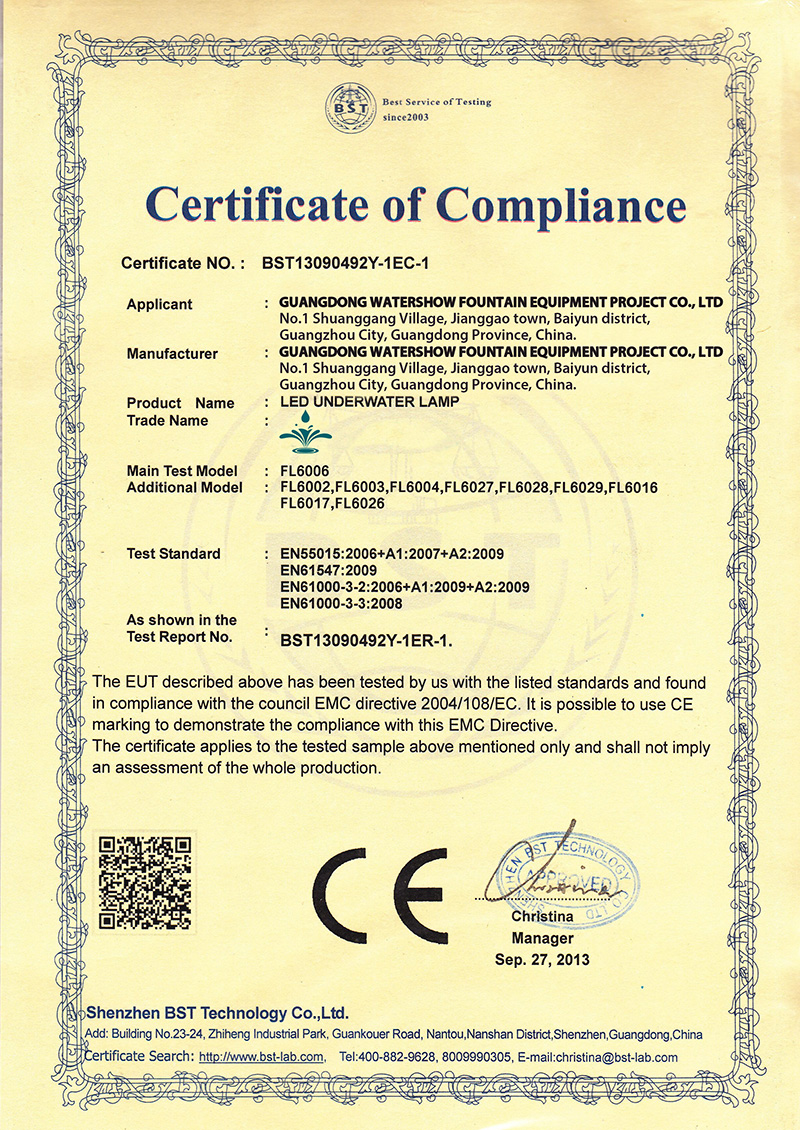 BST
Best Service of Testing
since2003
Certificate of Compliance
Certificate NO. : BST13090492Y-1EC-1
Applicant : GUANGDONG WATERSHOW FOUNTAIN EQUIPMENT PROJECT CO., LTD
No.1 Shuanggang Village, Jianggao town, Baiyun district,
Guangzhou City, Guangdong Province, China.
Manufacturer : GUANGDONG WATERSHOW FOUNTAIN EQUIPMENT PROJECT CO., LTD
No.1 Shuanggang Village, Jianggao town, Baiyun district,
Guangzhou City, Guangdong Province, China.
Product Name : LED UNDERWATER LAMP
Trade Name :
Main Test Model : FL6006
Additional Model : FL6002,FL6003,FL6004,FL6027,FL6028,FL6029,FL6016
FL6017,FL6026
Test Standard : EN55015:2006+A1:2007+A2:2009
EN61547:2009
EN61000-3-2:2006+A1:2009+A2:2009
EN61000-3-3:2008
As shown in the
Test Report No. : BST13090492Y-1ER-1.
BST
The EUT described above has been tested by us with the listed standards and found
in compliance with the council EMC directive 2004/108/EC. It is possible to use CE
marking to demonstrate the compliance with this EMC Directive.
The certificate applies to the tested sample above mentioned only and shall not imply
an assessment of the whole production.
CE
SHENZHEN BST TECHNOLOGY CO LTD
APPROVED
Christina
Christina
Manager
Sep. 27, 2013
Shenzhen BST Technology Co.,Ltd.
Add: Building No.23-24, Zhiheng Industrial Park, Guankouer Road, Nantou,Nanshan District,Shenzhen,Guangdong,China
Certificate Search: http://www.bst-lab.com, Tel:400-882-9628, 8009990305, E-mail:christina@bst-lab.com